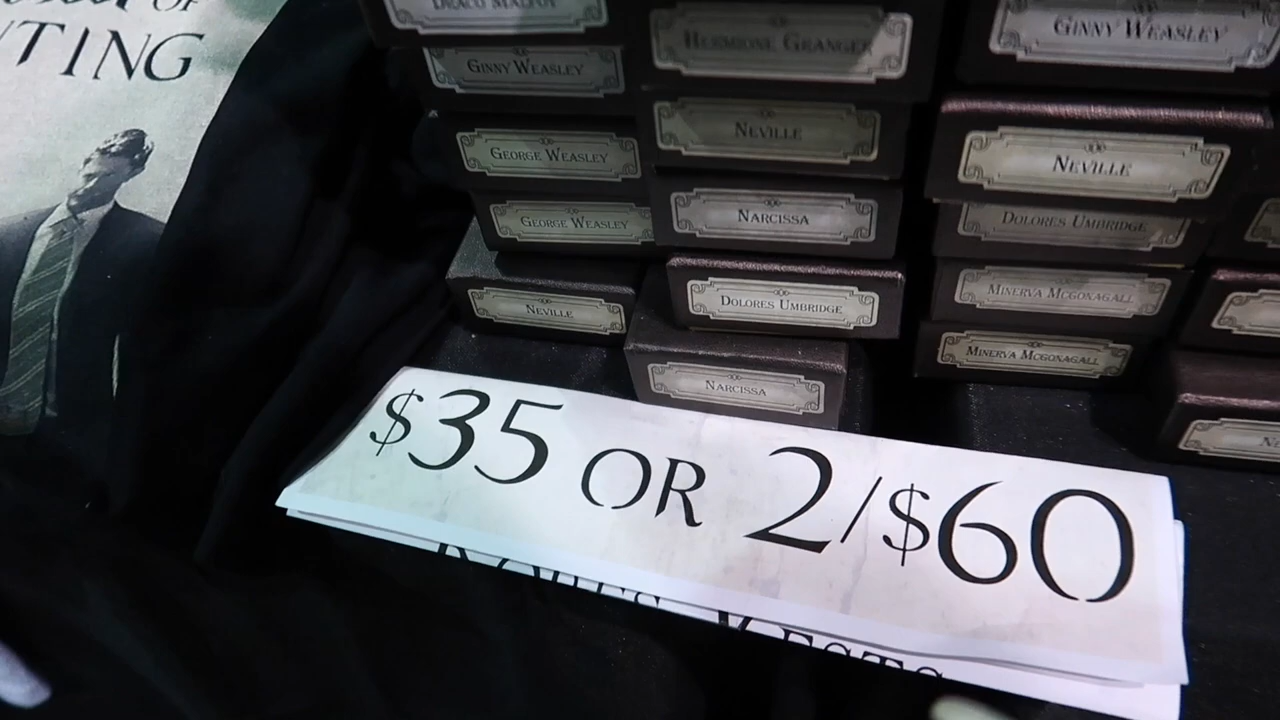 OF
TING
DRACO MALFOY
GINNY WEASLEY
GEORGE WEASLEY
GEORGE WEASLEY
NEVILLE
HERMIONE GRANGER
NEVILLE
NARCISSA
DOLORES UMBRIDGE
NARCISSA
GINNY WEASLEY
NEVILLE
DOLORES UMBRIDGE
MINERVA MCGONAGALL
MINERVA MCGONAGALL
$35 OR 2/$60